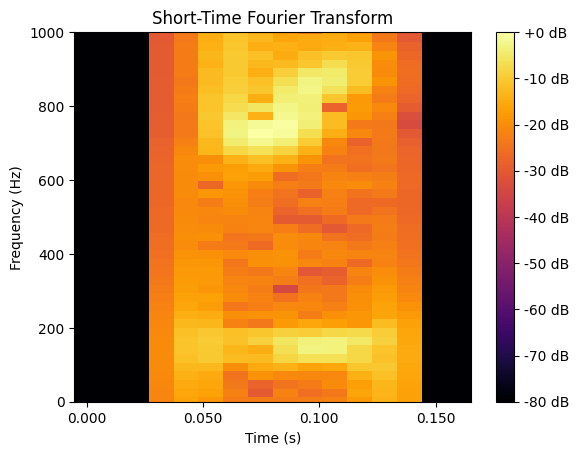 Short-Time Fourier Transform
1000
800
600
400
200
0
Frequency (Hz)
0.000
0.050
0.100
0.150
Time (s)
+0 dB
-10 dB
-20 dB
-30 dB
-40 dB
-50 dB
-60 dB
-70 dB
-80 dB